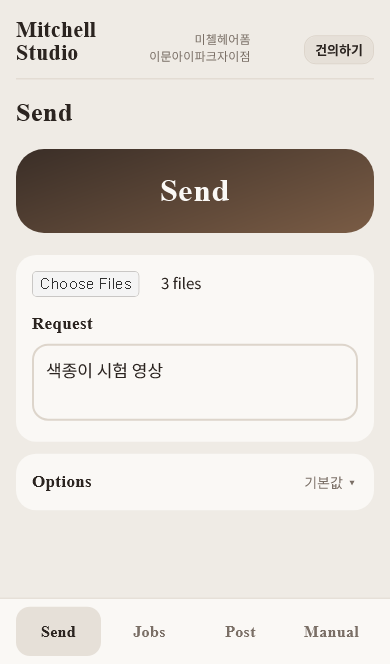 Mitchell
Studio
미젤헤어폼
이문아이파크자이점
건의하기
Send
Send
Choose Files 3 files
Request
색종이 시험 영상
Options 기본값 ▾
Send Jobs Post Manual